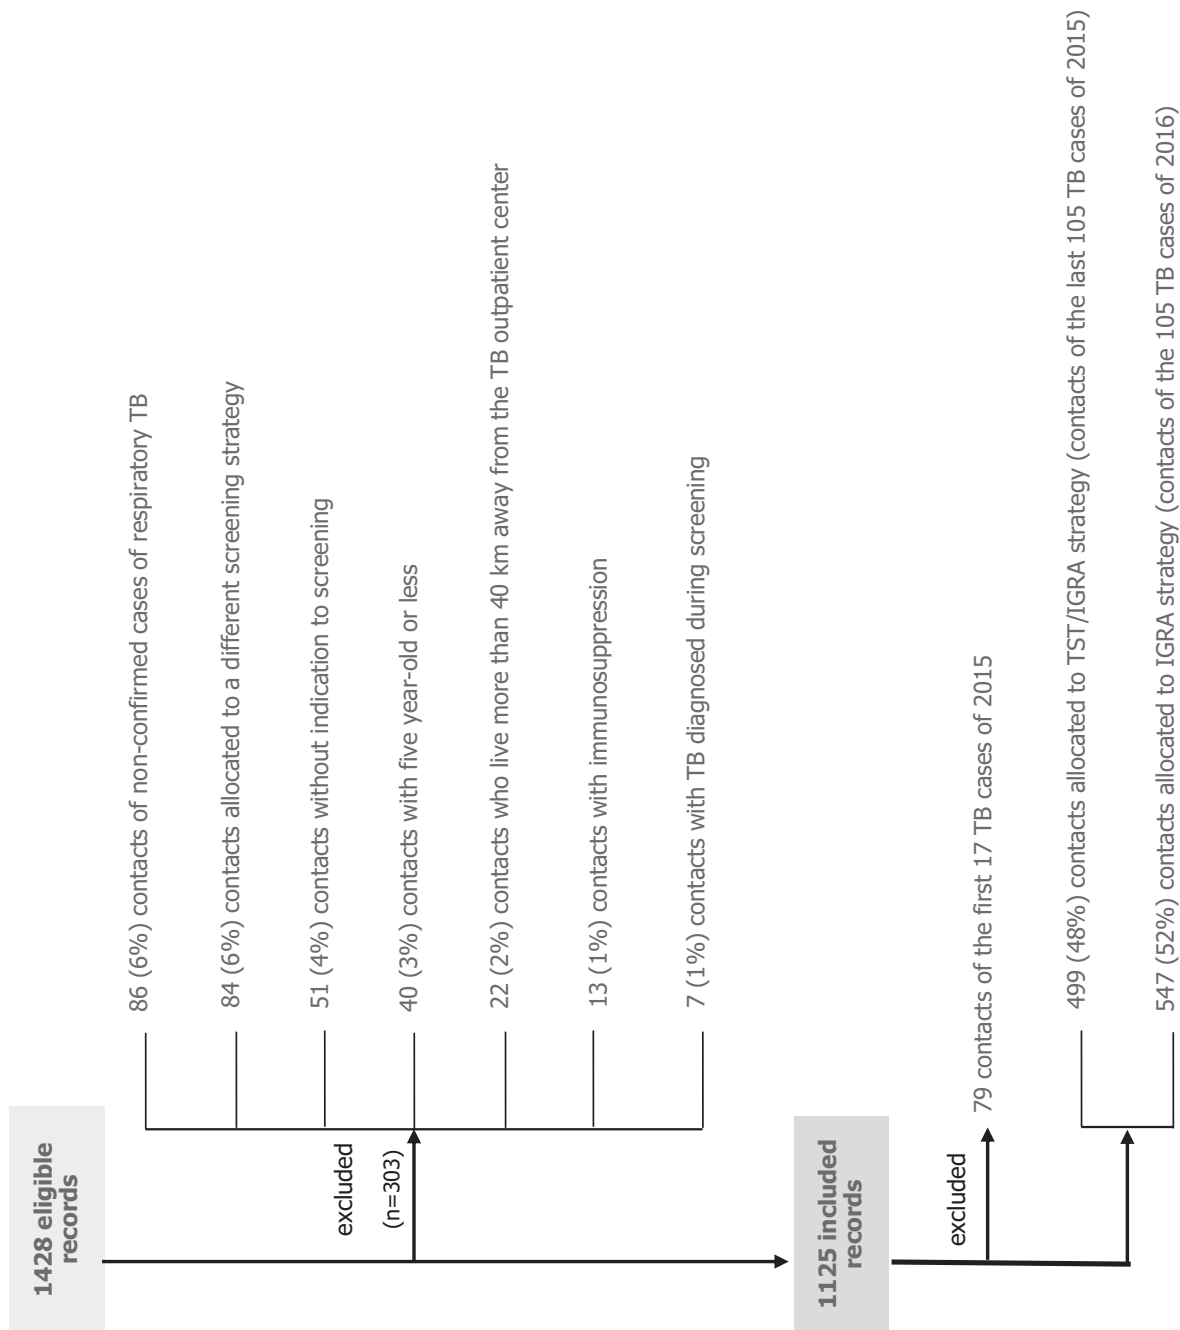 1428 eligible
records
excluded
(n=303)
86 (6%) contacts of non-confirmed cases of respiratory TB
84 (6%) contacts allocated to a different screening strategy
51 (4%) contacts without indication to screening
40 (3%) contacts with five year-old or less
22 (2%) contacts who live more than 40 km away from the TB outpatient center
13 (1%) contacts with immunosuppression
7 (1%) contacts with TB diagnosed during screening
1125 included
records
excluded
79 contacts of the first 17 TB cases of 2015
499 (48%) contacts allocated to TST/IGRA strategy (contacts of the last 105 TB cases of 2015)
547 (52%) contacts allocated to IGRA strategy (contacts of the 105 TB cases of 2016)